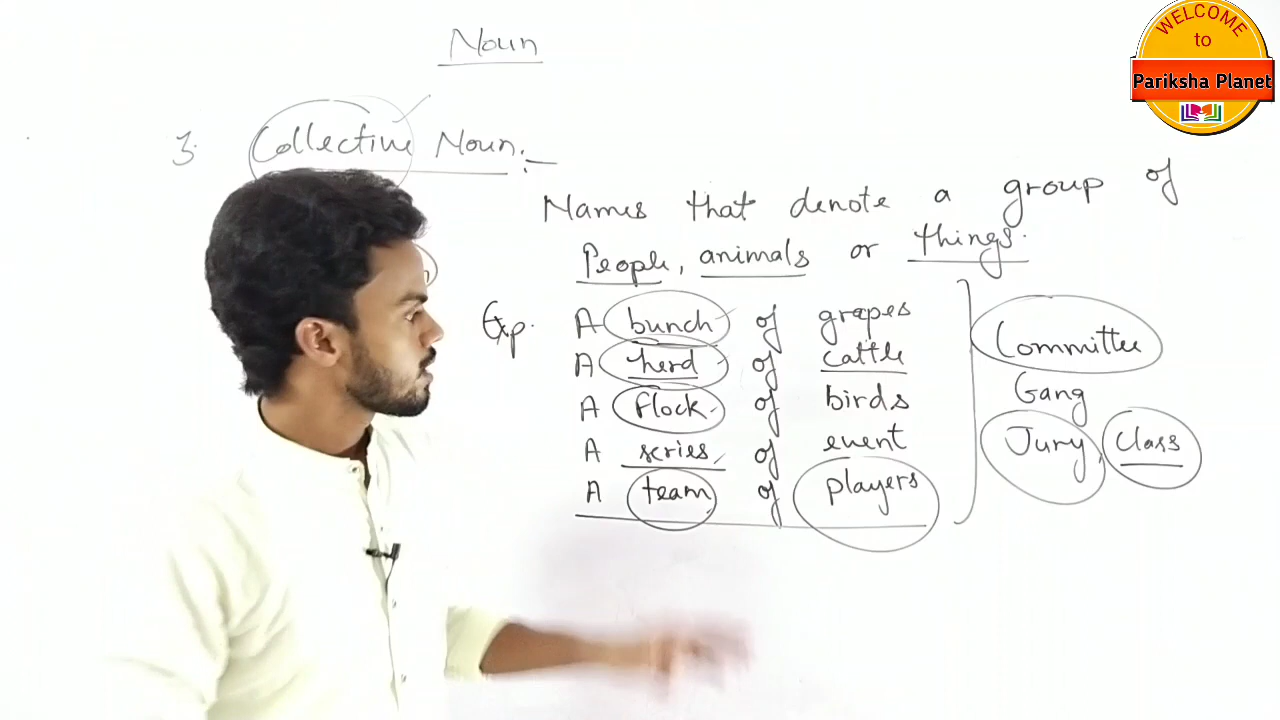 Noun
WELCOME
to
Pariksha Planet
3. Collective Noun:-
Names that denote a group of
People, animals or things.
Exp. A bunch of grapes
A herd of cattle
A flock of birds
A series of event
A team of players
Committee
Gang
Jury, class